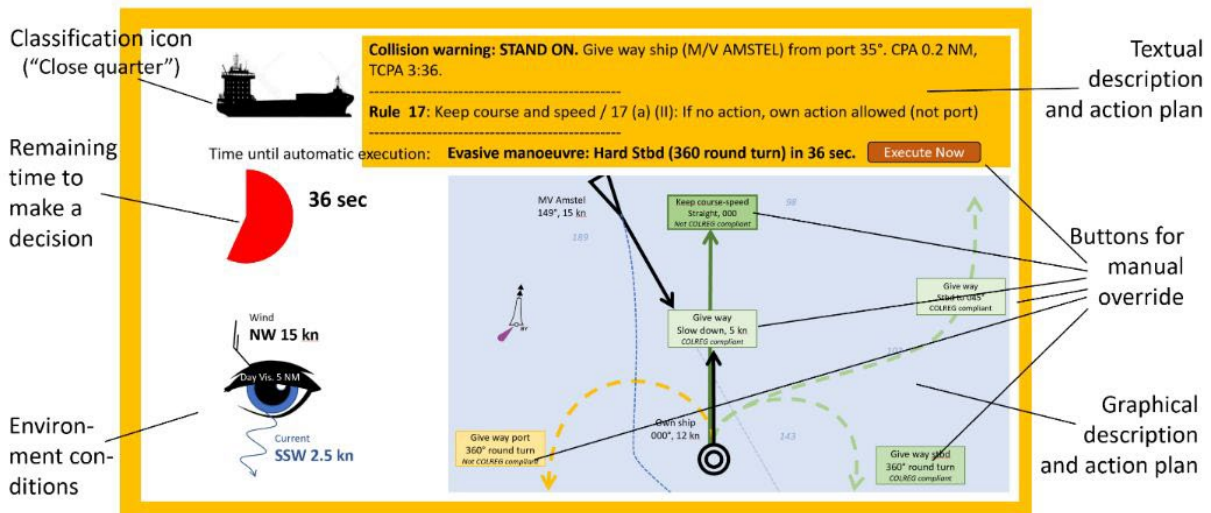 Classification icon
(“Close quarter”)
Remaining
time to
make a
decision
Environ-
ment con-
ditions
Collision warning: STAND ON. Give way ship (M/V AMSTEL) from port 35°. CPA 0.2 NM,
TCPA 3:36.
------------------------------------------------
Rule 17: Keep course and speed / 17 (a) (II): If no action, own action allowed (not port)
------------------------------------------------
Time until automatic execution: Evasive manoeuvre: Hard Stbd (360 round turn) in 36 sec. Execute Now
36 sec
Wind
NW 15 kn
Day Vis. 5 NM
Current
SSW 2.5 kn
MV Amstel
149°, 15 kn
189
Keep course-speed
Straight, 000
Not COLREG compliant
98
BY
Give way
Slow down, 5 kn
COLREG compliant
Give way
Stbd to 045°
COLREG compliant
Own ship
000°, 12 kn
143
Give way port
360° round turn
Not COLREG compliant
Give way stbd
360° round turn
COLREG compliant
Textual
description
and action plan
Buttons for
manual
override
Graphical
description
and action plan